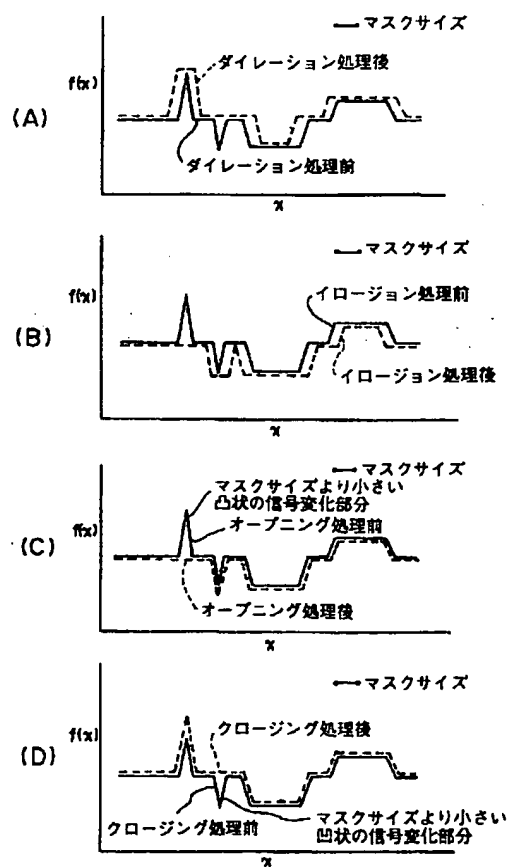 マスクサイズ
f(x)
ダイレーション処理後
(A)
ダイレーション処理前
x
マスクサイズ
f(x)
イロージョン処理前
(B)
イロージョン処理後
x
マスクサイズ
マスクサイズより小さい
凸状の信号変化部分
f(x)
オープニング処理前
(C)
オープニング処理後
x
マスクサイズ
f(x)
クロージング処理後
(D)
マスクサイズより小さい
クロージング処理前
凹状の信号変化部分
x